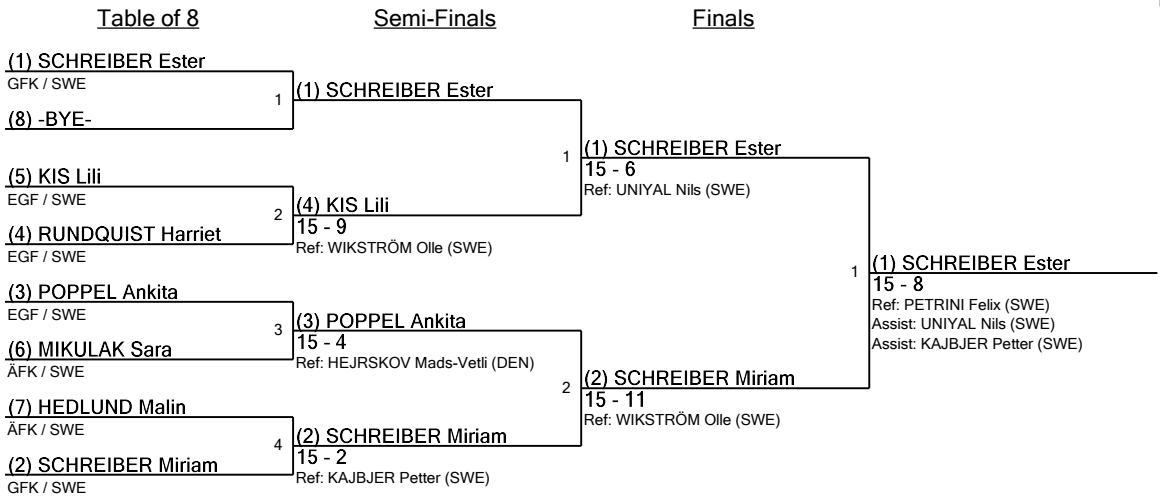 Table of 8
Semi-Finals
Finals
(1) SCHREIBER Ester
GFK / SWE
1
(8) -BYE-
(5) KIS Lili
EGF / SWE
2
(4) RUNDQUIST Harriet
EGF / SWE
(3) POPPEL Ankita
EGF / SWE
3
(6) MIKULAK Sara
ÄFK / SWE
(7) HEDLUND Malin
ÄFK / SWE
4
(2) SCHREIBER Miriam
GFK / SWE
(1) SCHREIBER Ester
1
(4) KIS Lili
15 - 9
Ref: WIKSTRÖM Olle (SWE)
(3) POPPEL Ankita
15 - 4
Ref: HEJRSKOV Mads-Vetli (DEN)
2
(2) SCHREIBER Miriam
15 - 2
Ref: KAJBJER Petter (SWE)
(1) SCHREIBER Ester
15 - 6
Ref: UNIYAL Nils (SWE)
1
(2) SCHREIBER Miriam
15 - 11
Ref: WIKSTRÖM Olle (SWE)
(1) SCHREIBER Ester
15 - 8
Ref: PETRINI Felix (SWE)
Assist: UNIYAL Nils (SWE)
Assist: KAJBJER Petter (SWE)